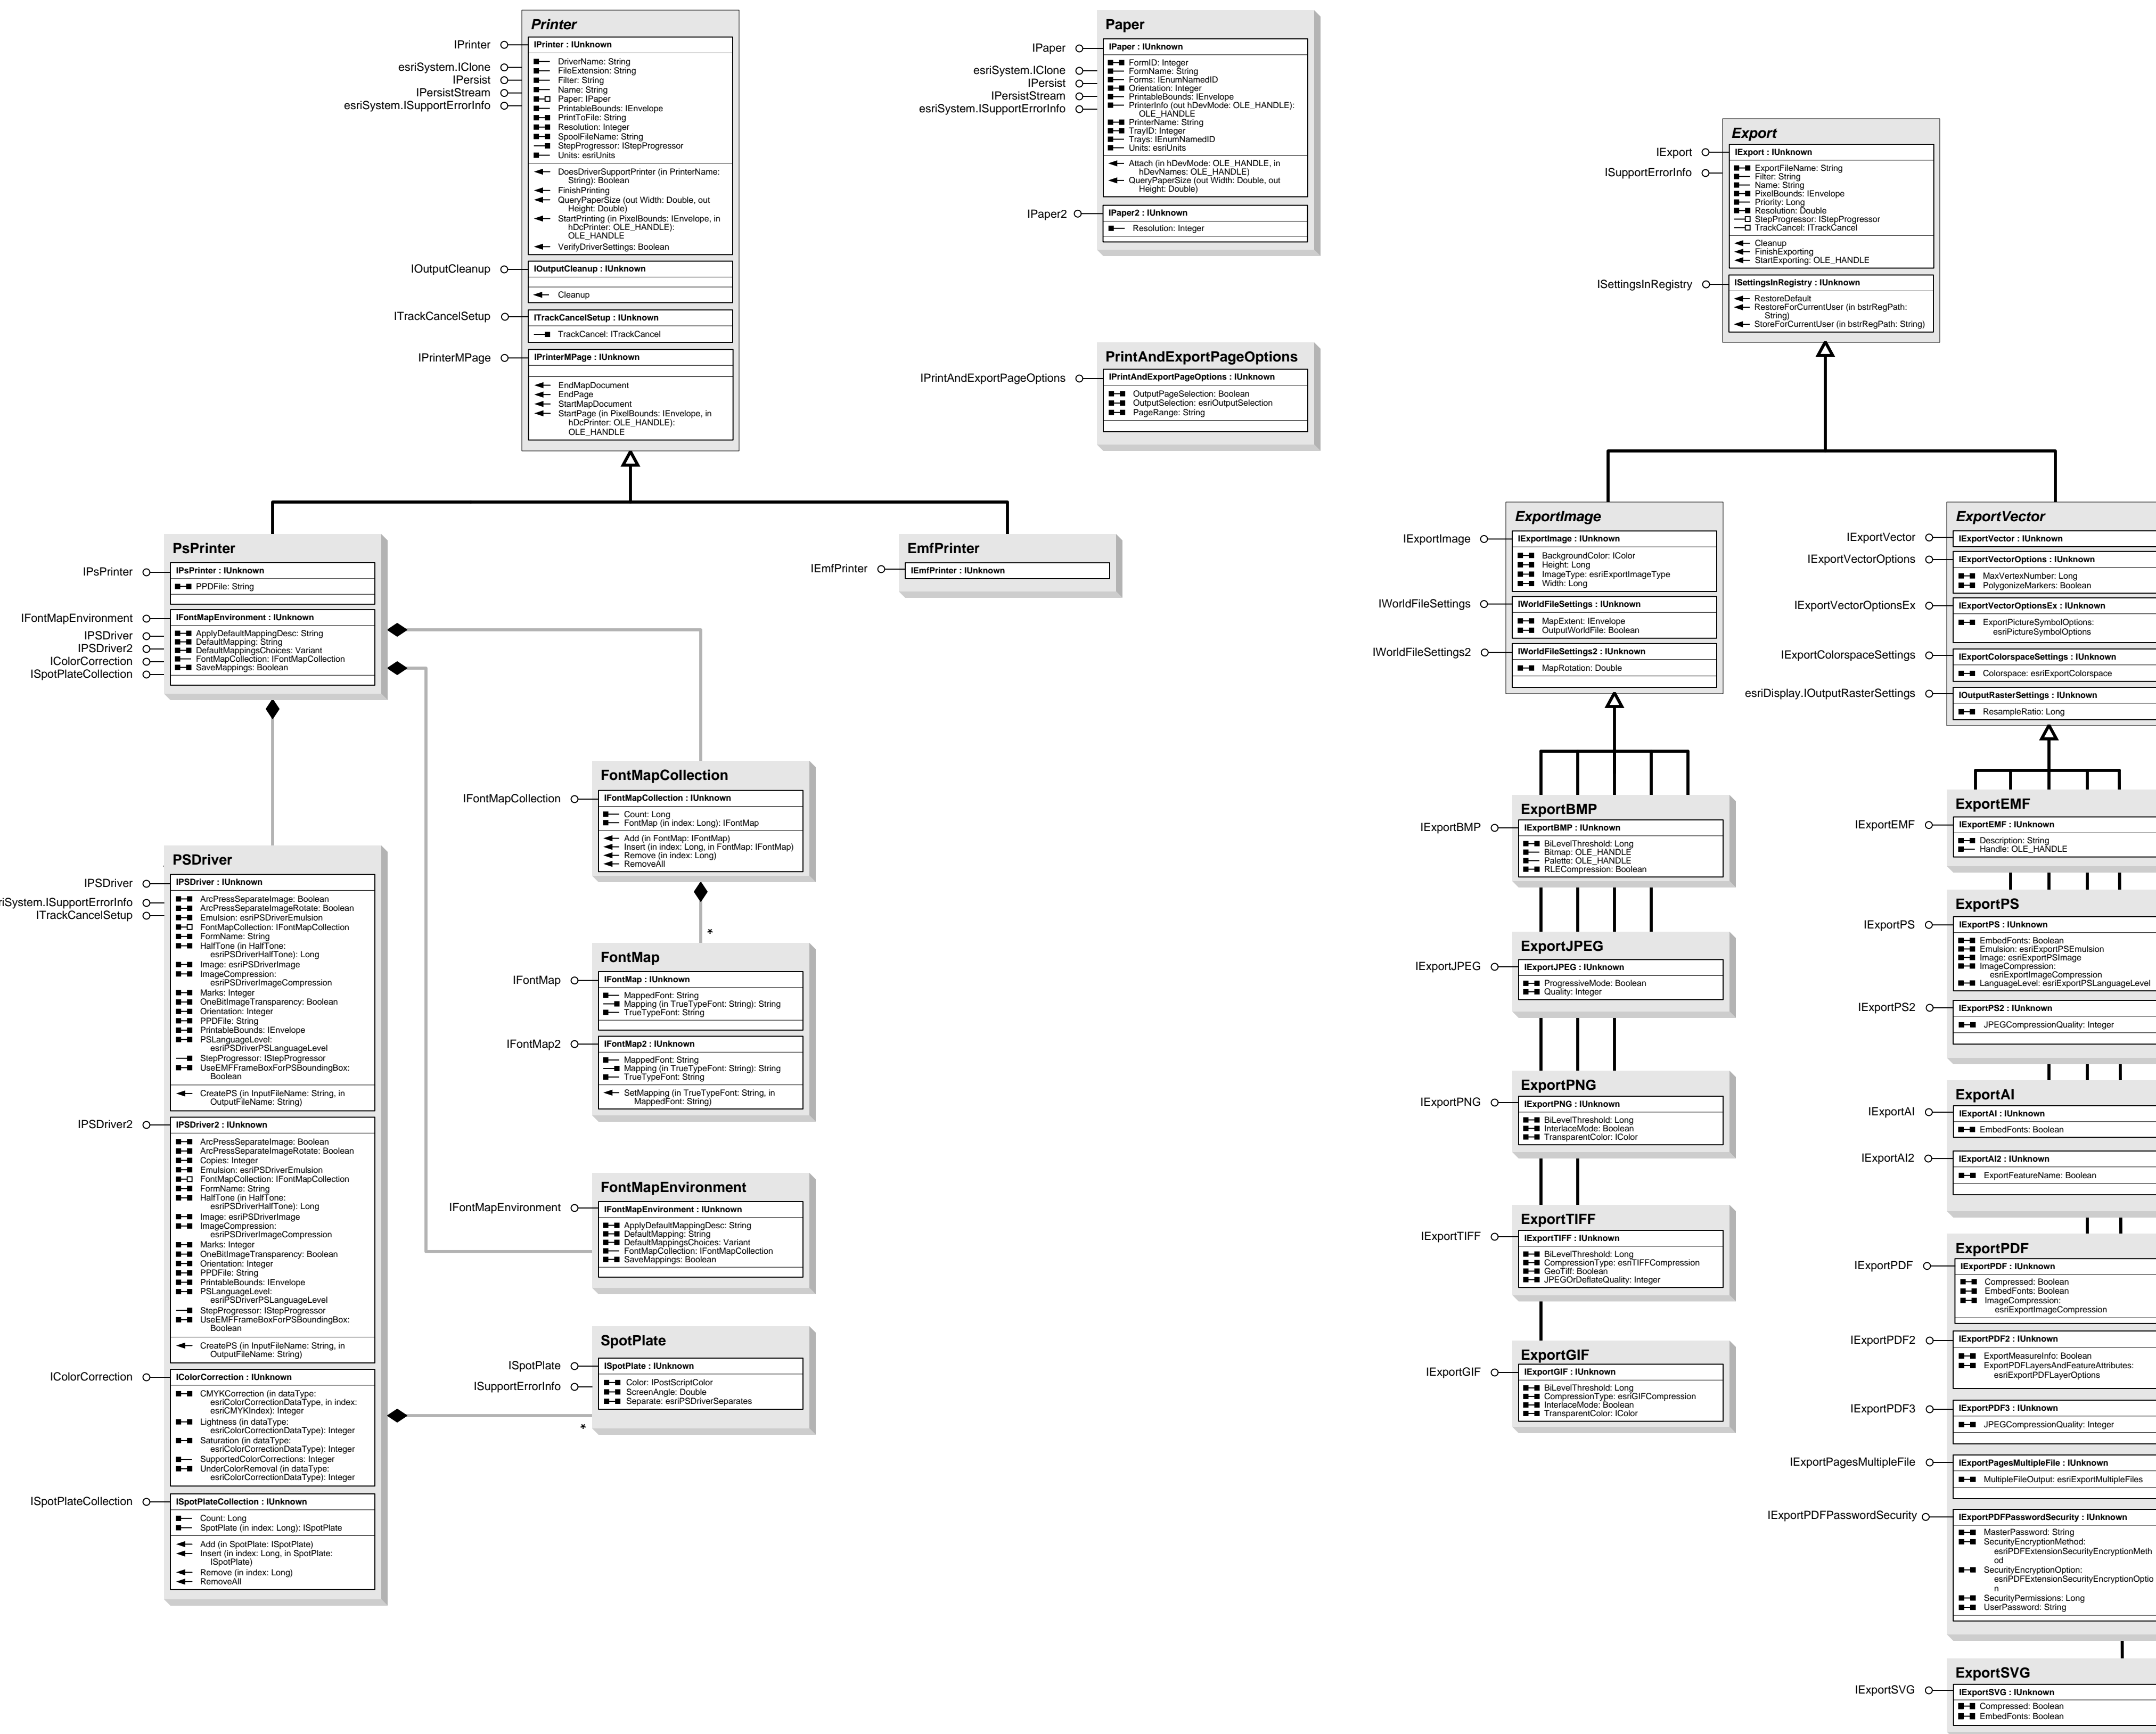 Printer
IPrinter
IPrinter : IUnknown
esriSystem.IClone
IPersist
IPersistStream
esriSystem.ISupportErrorInfo
DriverName: String
FileExtension: String
Filter: String
Name: String
Paper: IPaper
PrintableBounds: IEnvelope
PrintToFile: String
Resolution: Integer
SpoolFileName: String
StepProgressor: IStepProgressor
Units: esriUnits
DoesDriverSupportPrinter (in PrinterName:
String): Boolean
FinishPrinting
QueryPaperSize (out Width: Double, out
Height: Double)
StartPrinting (in PixelBounds: IEnvelope, in
hDcPrinter: OLE_HANDLE):
OLE_HANDLE
VerifyDriverSettings: Boolean
IOutputCleanup
IOutputCleanup : IUnknown
Cleanup
ITrackCancelSetup
ITrackCancelSetup : IUnknown
TrackCancel: ITrackCancel
IPrinterMPage
IPrinterMPage : IUnknown
EndMapDocument
EndPage
StartMapDocument
StartPage (in PixelBounds: IEnvelope, in
hDcPrinter: OLE_HANDLE):
OLE_HANDLE
Paper
IPaper
IPaper : IUnknown
esriSystem.IClone
IPersist
IPersistStream
esriSystem.ISupportErrorInfo
FormID: Integer
FormName: String
Forms: IEnumNamedID
Orientation: Integer
PrintableBounds: IEnvelope
PrinterInfo (out hDevMode: OLE_HANDLE):
OLE_HANDLE
PrinterName: String
TrayID: Integer
Trays: IEnumNamedID
Units: esriUnits
Attach (in hDevMode: OLE_HANDLE, in
hDevNames: OLE_HANDLE)
QueryPaperSize (out Width: Double, out
Height: Double)
IPaper2
IPaper2 : IUnknown
Resolution: Integer
PrintAndExportPageOptions
IPrintAndExportPageOptions
IPrintAndExportPageOptions : IUnknown
OutputPageSelection: Boolean
OutputSelection: esriOutputSelection
PageRange: String
Export
IExport
IExport : IUnknown
ISupportErrorInfo
ExportFileName: String
Filter: String
Name: String
PixelBounds: IEnvelope
Priority: Long
Resolution: Double
StepProgressor: IStepProgressor
TrackCancel: ITrackCancel
Cleanup
FinishExporting
StartExporting: OLE_HANDLE
ISettingsInRegistry
ISettingsInRegistry : IUnknown
RestoreDefault
RestoreForCurrentUser (in bstrRegPath:
String)
StoreForCurrentUser (in bstrRegPath: String)
PsPrinter
IPsPrinter
IPsPrinter : IUnknown
PPDFile: String
IFontMapEnvironment
IPSDriver
IPSDriver2
IColorCorrection
ISpotPlateCollection
IFontMapEnvironment : IUnknown
ApplyDefaultMappingDesc: String
DefaultMapping: String
DefaultMappingsChoices: Variant
FontMapCollection: IFontMapCollection
SaveMappings: Boolean
EmfPrinter
IEmfPrinter
IEmfPrinter : IUnknown
PSDriver
IPSDriver
riSystem.ISupportErrorInfo
ITrackCancelSetup
IPSDriver : IUnknown
ArcPressSeparateImage: Boolean
ArcPressSeparateImageRotate: Boolean
Emulsion: esriPSDriverEmulsion
FontMapCollection: IFontMapCollection
FormName: String
HalfTone (in HalfTone:
esriPSDriverHalfTone): Long
Image: esriPSDriverImage
ImageCompression:
esriPSDriverImageCompression
Marks: Integer
OneBitImageTransparency: Boolean
Orientation: Integer
PPDFile: String
PrintableBounds: IEnvelope
PSLanguageLevel:
esriPSDriverPSLanguageLevel
StepProgressor: IStepProgressor
UseEMFFrameBoxForPSBoundingBox:
Boolean
CreatePS (in InputFileName: String, in
OutputFileName: String)
IPSDriver2
IPSDriver2 : IUnknown
ArcPressSeparateImage: Boolean
ArcPressSeparateImageRotate: Boolean
Copies: Integer
Emulsion: esriPSDriverEmulsion
FontMapCollection: IFontMapCollection
FormName: String
HalfTone (in HalfTone:
esriPSDriverHalfTone): Long
Image: esriPSDriverImage
ImageCompression:
esriPSDriverImageCompression
Marks: Integer
OneBitImageTransparency: Boolean
Orientation: Integer
PPDFile: String
PrintableBounds: IEnvelope
PSLanguageLevel:
esriPSDriverPSLanguageLevel
StepProgressor: IStepProgressor
UseEMFFrameBoxForPSBoundingBox:
Boolean
CreatePS (in InputFileName: String, in
OutputFileName: String)
IColorCorrection
IColorCorrection : IUnknown
CMYKCorrection (in dataType:
esriColorCorrectionDataType, in index:
esriCMYKIndex): Integer
Lightness (in dataType:
esriColorCorrectionDataType): Integer
Saturation (in dataType:
esriColorCorrectionDataType): Integer
SupportedColorCorrections: Integer
UnderColorRemoval (in dataType:
esriColorCorrectionDataType): Integer
ISpotPlateCollection
ISpotPlateCollection : IUnknown
Count: Long
SpotPlate (in index: Long): ISpotPlate
Add (in SpotPlate: ISpotPlate)
Insert (in index: Long, in SpotPlate:
ISpotPlate)
Remove (in index: Long)
RemoveAll
FontMapCollection
IFontMapCollection
IFontMapCollection : IUnknown
Count: Long
FontMap (in index: Long): IFontMap
Add (in FontMap: IFontMap)
Insert (in index: Long, in FontMap: IFontMap)
Remove (in index: Long)
RemoveAll
*
FontMap
IFontMap
IFontMap : IUnknown
MappedFont: String
Mapping (in TrueTypeFont: String): String
TrueTypeFont: String
IFontMap2
IFontMap2 : IUnknown
MappedFont: String
Mapping (in TrueTypeFont: String): String
TrueTypeFont: String
SetMapping (in TrueTypeFont: String, in
MappedFont: String)
FontMapEnvironment
IFontMapEnvironment
IFontMapEnvironment : IUnknown
ApplyDefaultMappingDesc: String
DefaultMapping: String
DefaultMappingsChoices: Variant
FontMapCollection: IFontMapCollection
SaveMappings: Boolean
SpotPlate
ISpotPlate
ISupportErrorInfo
ISpotPlate : IUnknown
Color: IPostScriptColor
ScreenAngle: Double
Separate: esriPSDriverSeparates
*
ExportImage
IExportImage
IExportImage : IUnknown
BackgroundColor: IColor
Height: Long
ImageType: esriExportImageType
Width: Long
IWorldFileSettings
IWorldFileSettings : IUnknown
MapExtent: IEnvelope
OutputWorldFile: Boolean
IWorldFileSettings2
IWorldFileSettings2 : IUnknown
MapRotation: Double
ExportBMP
IExportBMP
IExportBMP : IUnknown
BiLevelThreshold: Long
Bitmap: OLE_HANDLE
Palette: OLE_HANDLE
RLECompression: Boolean
ExportJPEG
IExportJPEG
IExportJPEG : IUnknown
ProgressiveMode: Boolean
Quality: Integer
ExportPNG
IExportPNG
IExportPNG : IUnknown
BiLevelThreshold: Long
InterlaceMode: Boolean
TransparentColor: IColor
ExportTIFF
IExportTIFF
IExportTIFF : IUnknown
BiLevelThreshold: Long
CompressionType: esriTIFFCompression
GeoTiff: Boolean
JPEGOrDeflateQuality: Integer
ExportGIF
IExportGIF
IExportGIF : IUnknown
BiLevelThreshold: Long
CompressionType: esriGIFCompression
InterlaceMode: Boolean
TransparentColor: IColor
ExportVector
IExportVector
IExportVector : IUnknown
IExportVectorOptions
IExportVectorOptions : IUnknown
MaxVertexNumber: Long
PolygonizeMarkers: Boolean
IExportVectorOptionsEx
IExportVectorOptionsEx : IUnknown
ExportPictureSymbolOptions:
esriPictureSymbolOptions
IExportColorspaceSettings
IExportColorspaceSettings : IUnknown
Colorspace: esriExportColorspace
esriDisplay.IOutputRasterSettings
IOutputRasterSettings : IUnknown
ResampleRatio: Long
ExportEMF
IExportEMF
IExportEMF : IUnknown
Description: String
Handle: OLE_HANDLE
ExportPS
IExportPS
IExportPS : IUnknown
EmbedFonts: Boolean
Emulsion: esriExportPSEmulsion
Image: esriExportPSImage
ImageCompression:
esriExportImageCompression
LanguageLevel: esriExportPSLanguageLevel
IExportPS2
IExportPS2 : IUnknown
JPEGCompressionQuality: Integer
ExportAI
IExportAI
IExportAI : IUnknown
EmbedFonts: Boolean
IExportAI2
IExportAI2 : IUnknown
ExportFeatureName: Boolean
ExportPDF
IExportPDF
IExportPDF : IUnknown
Compressed: Boolean
EmbedFonts: Boolean
ImageCompression:
esriExportImageCompression
IExportPDF2
IExportPDF2 : IUnknown
ExportMeasureInfo: Boolean
ExportPDFLayersAndFeatureAttributes:
esriExportPDFLayerOptions
IExportPDF3
IExportPDF3 : IUnknown
JPEGCompressionQuality: Integer
IExportPagesMultipleFile
IExportPagesMultipleFile : IUnknown
MultipleFileOutput: esriExportMultipleFiles
IExportPDFPasswordSecurity
IExportPDFPasswordSecurity : IUnknown
MasterPassword: String
SecurityEncryptionMethod:
esriPDFExtensionSecurityEncryptionMeth
od
SecurityEncryptionOption:
esriPDFExtensionSecurityEncryptionOptio
n
SecurityPermissions: Long
UserPassword: String
ExportSVG
IExportSVG
IExportSVG : IUnknown
Compressed: Boolean
EmbedFonts: Boolean